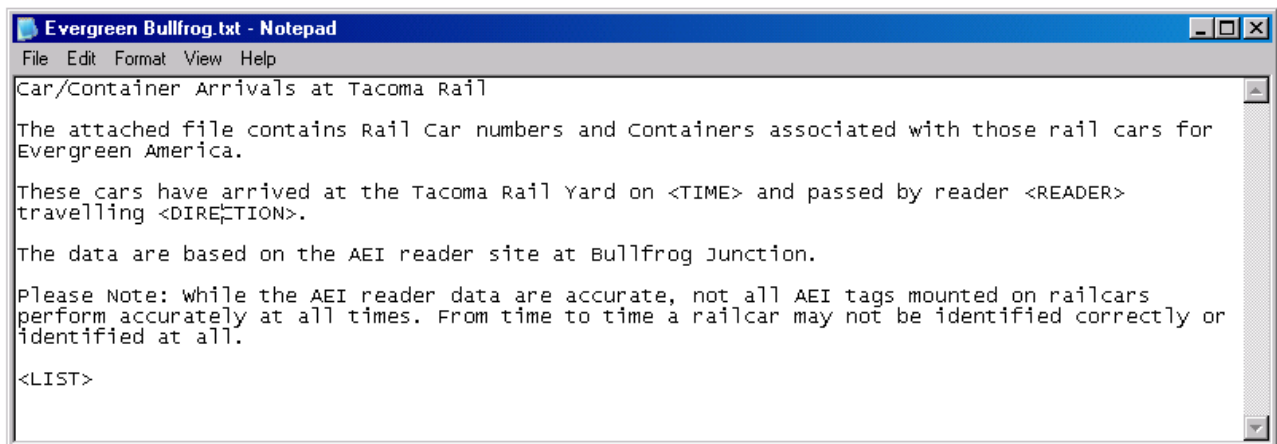 Evergreen Bullfrog.txt - Notepad
File Edit Format View Help
Car/Container Arrivals at Tacoma Rail
The attached file contains Rail Car numbers and Containers associated with those rail cars for
Evergreen America.
These cars have arrived at the Tacoma Rail Yard on <TIME> and passed by reader <READER>
travelling <DIRECTION>.
The data are based on the AEI reader site at Bullfrog Junction.
Please Note: While the AEI reader data are accurate, not all AEI tags mounted on railcars
perform accurately at all times. From time to time a railcar may not be identified correctly or
identified at all.
<LIST>